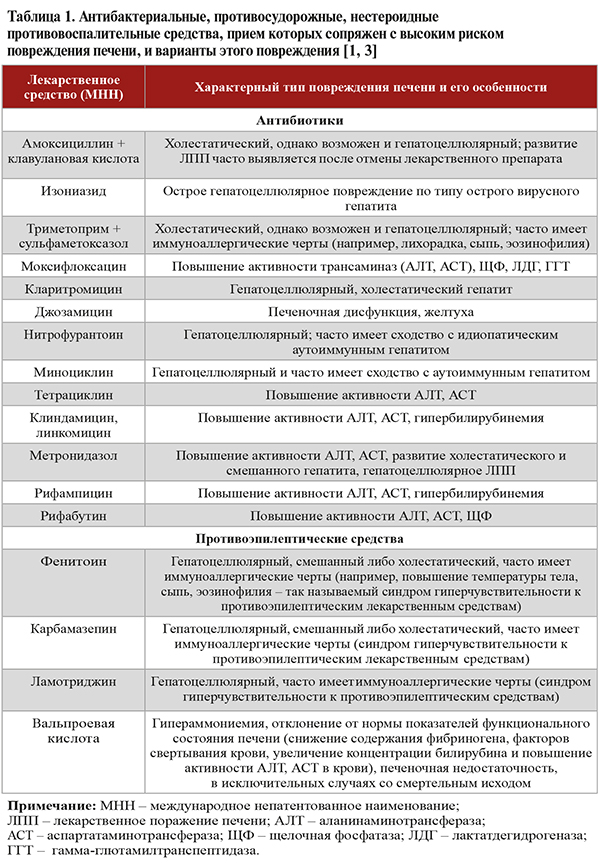 Таблица 1. Антибактериальные, противосудорожные, нестероидные
противовоспалительные средства, прием которых сопряжен с высоким риском
повреждения печени, и варианты этого повреждения [1, 3]
Лекарственное
средство (МНН)
Характерный тип повреждения печени и его особенности
Антибиотики
Амоксициллин +
клавулановая кислота
Холестатический, однако возможен и гепатоцеллюлярный; развитие
ЛПП часто выявляется после отмены лекарственного препарата
Изониазид
Острое гепатоцеллюлярное повреждение по типу острого вирусного
гепатита
Триметоприм +
сульфаметоксазол
Холестатический, однако возможен и гепатоцеллюлярный; часто имеет
иммуноаллергические черты (например, лихорадка, сыпь, эозинофилия)
Моксифлоксацин
Повышение активности трансаминаз (АЛТ, АСТ), ЩФ, ЛДГ, ГГТ
Кларитромицин
Гепатоцеллюлярный, холестатический гепатит
Джозамицин
Печеночная дисфункция, желтуха
Нитрофурантоин
Гепатоцеллюлярный; часто имеет сходство с идиопатическим
аутоиммунным гепатитом
Миноциклин
Гепатоцеллюлярный и часто имеет сходство с аутоиммунным гепатитом
Тетрациклин
Повышение активности АЛТ, АСТ
Клиндамицин,
линкомицин
Повышение активности АЛТ, АСТ, гипербилирубинемия
Метронидазол
Повышение активности АЛТ, АСТ, развитие холестатического и
смешанного гепатита, гепатоцеллюлярное ЛПП
Рифампицин
Повышение активности АЛТ, АСТ, гипербилирубинемия
Рифабутин
Повышение активности АЛТ, АСТ, ЩФ
Противоэпилептические средства
Фенитоин
Гепатоцеллюлярный, смешанный либо холестатический, часто имеет
иммуноаллергические черты (например, повышение температуры тела,
сыпь, эозинофилия – так называемый синдром гиперчувствительности к
противоэпилептическим лекарственным средствам)
Карбамазепин
Гепатоцеллюлярный, смешанный либо холестатический, часто имеет
иммуноаллергические черты (синдром гиперчувствительности к
противоэпилептическим лекарственным средствам)
Ламотриджин
Гепатоцеллюлярный, часто имеетиммуноаллергические черты (синдром
гиперчувствительности к противоэпилептическим средствам)
Вальпроевая
кислота
Гипераммониемия, отклонение от нормы показателей функционального
состояния печени (снижение содержания фибриногена, факторов
свертывания крови, увеличение концентрации билирубина и повышение
активности АЛТ, АСТ в крови), печеночная недостаточность,
в исключительных случаях со смертельным исходом
Примечание: МНН – международное непатентованное наименование;
ЛПП – лекарственное поражение печени; АЛТ – аланинаминотрансфераза;
АСТ – аспартатаминотрансфераза; ЩФ – щелочная фосфатаза; ЛДГ – лактатдегидрогеназа;
ГГТ – гамма-глютамилтранспептидаза.